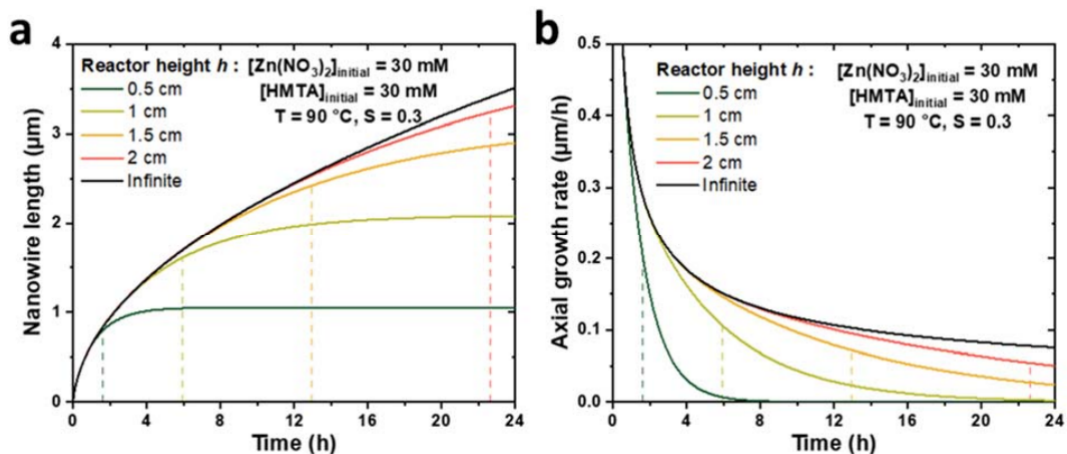 a
Nanowire length (µm)
4
3
2
1
0
Reactor height h :
0.5 cm
1 cm
1.5 cm
2 cm
Infinite
[Zn(NO3)2]initial = 30 mM
[HMTA]initial = 30 mM
T = 90 °C, S = 0.3
0 4 8 12 16 20 24
Time (h)
b
Axial growth rate (µm/h)
0.5
0.4
0.3
0.2
0.1
0.0
Reactor height h :
0.5 cm
1 cm
1.5 cm
2 cm
Infinite
[Zn(NO3)2]initial = 30 mM
[HMTA]initial = 30 mM
T = 90 °C, S = 0.3
0 4 8 12 16 20 24
Time (h)